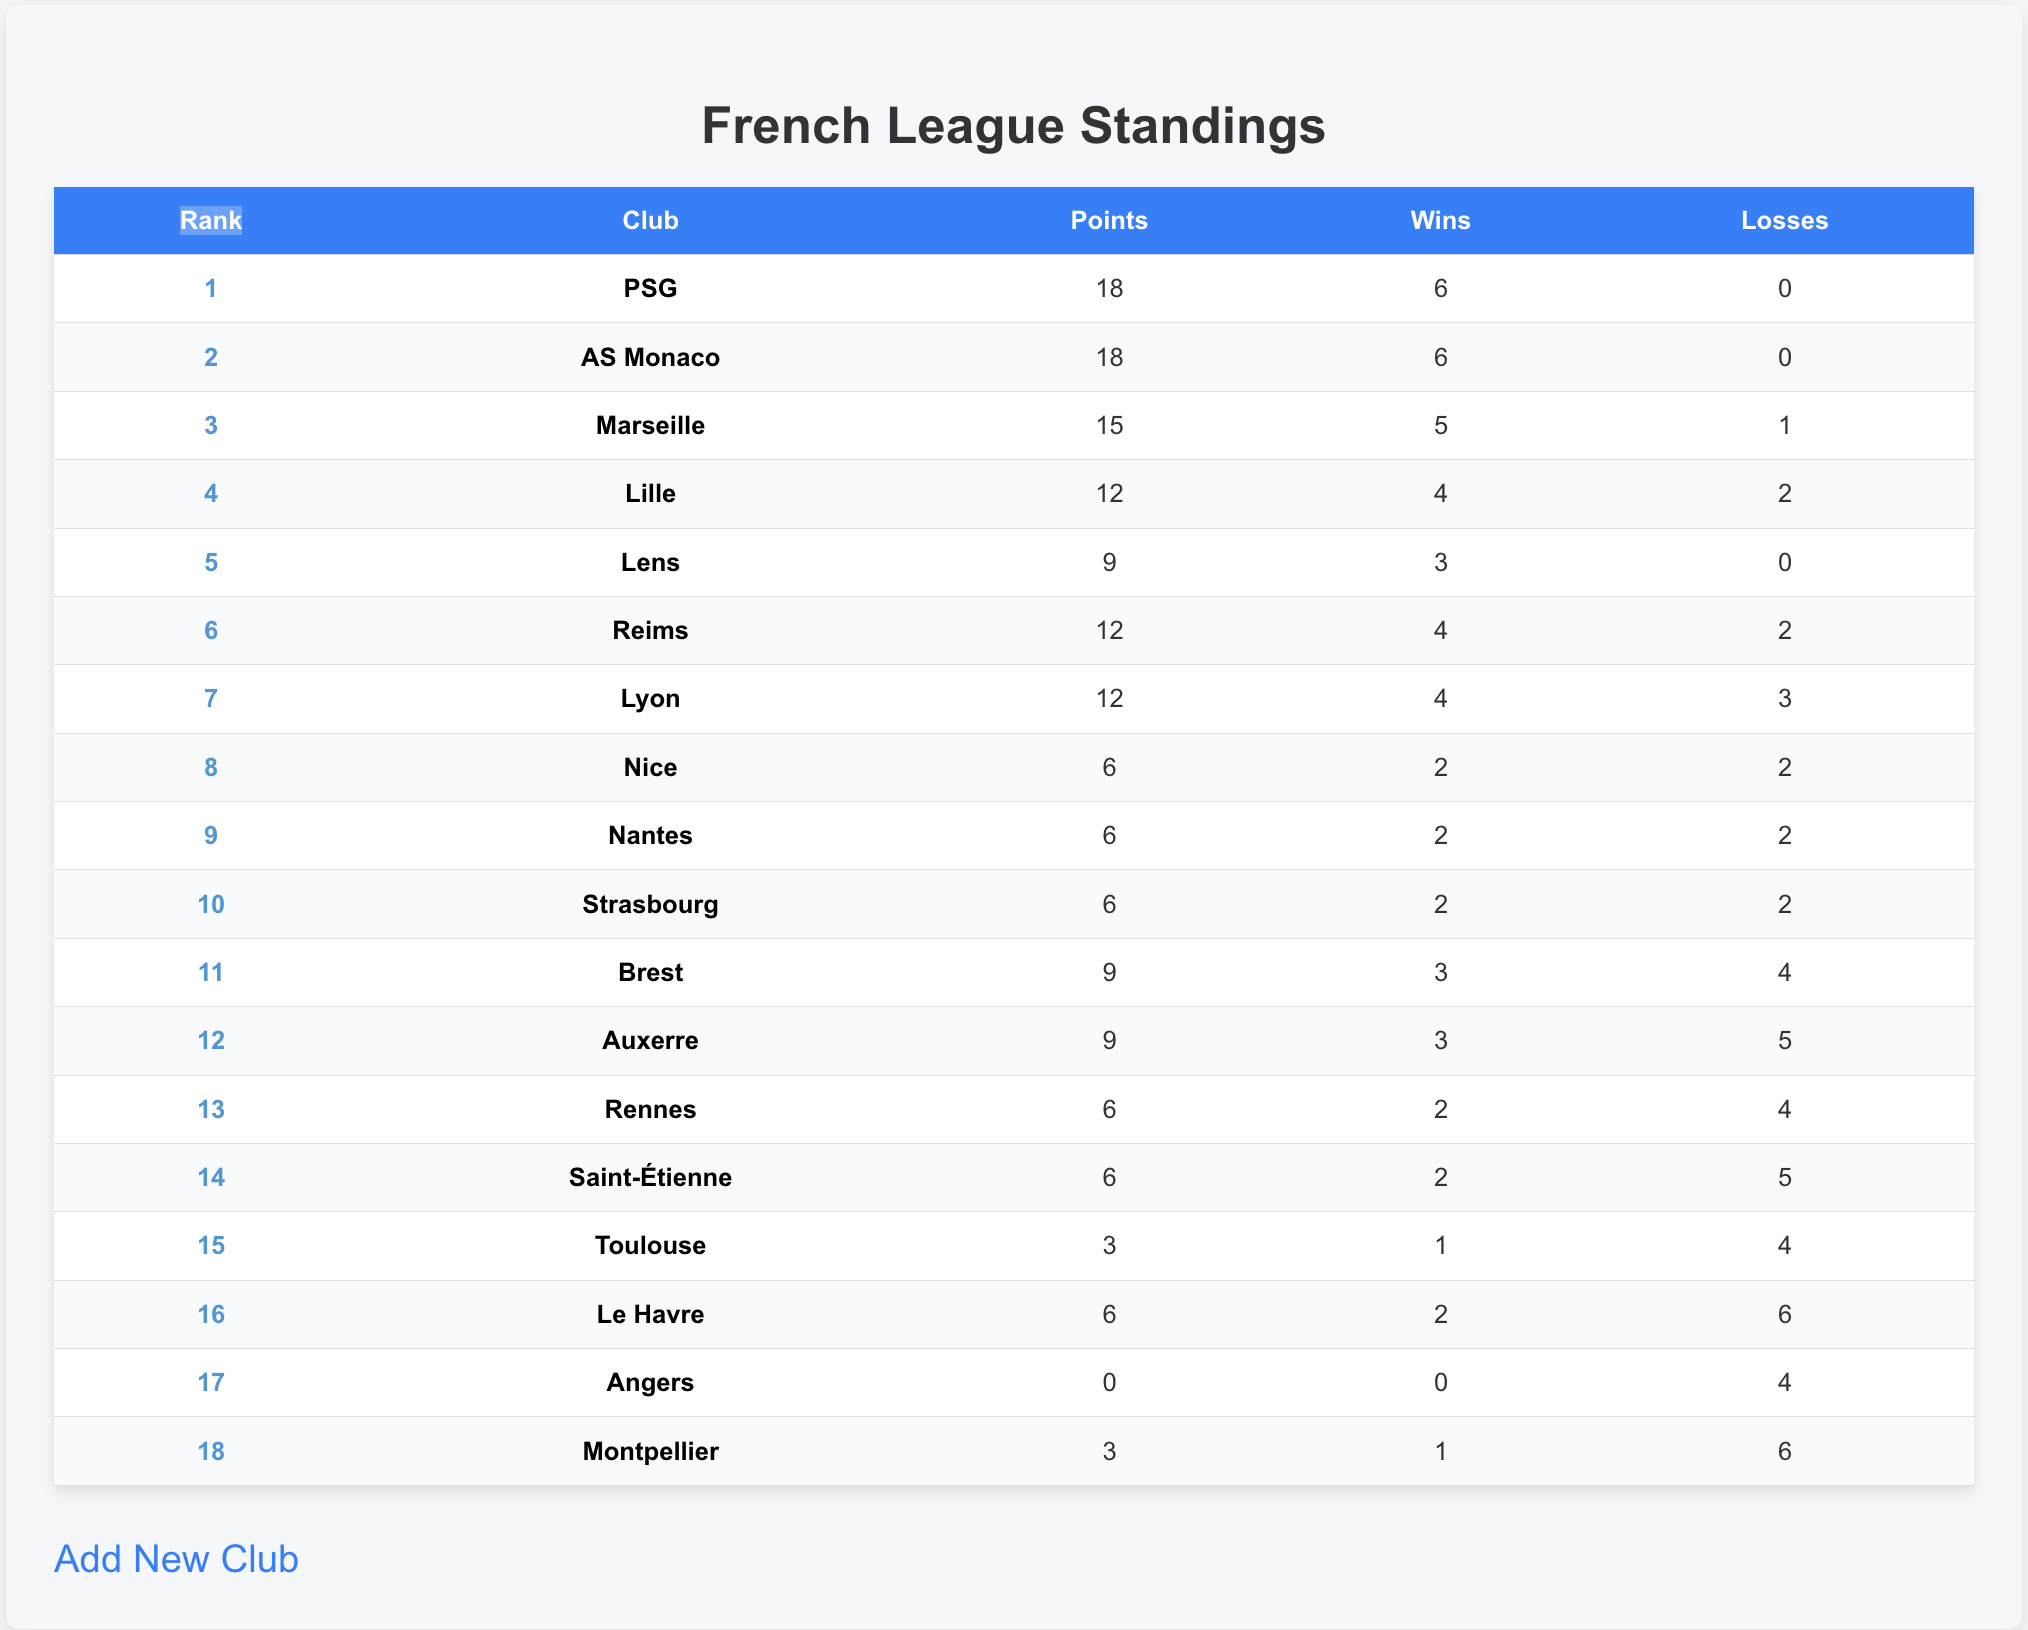 French League Standings
Rank Club Points Wins Losses
1 PSG 18 6 0
2 AS Monaco 18 6 0
3 Marseille 15 5 1
4 Lille 12 4 2
5 Lens 9 3 0
6 Reims 12 4 2
7 Lyon 12 4 3
8 Nice 6 2 2
9 Nantes 6 2 2
10 Strasbourg 6 2 2
11 Brest 9 3 4
12 Auxerre 9 3 5
13 Rennes 6 2 4
14 Saint-Étienne 6 2 5
15 Toulouse 3 1 4
16 Le Havre 6 2 6
17 Angers 0 0 4
18 Montpellier 3 1 6
Add New Club